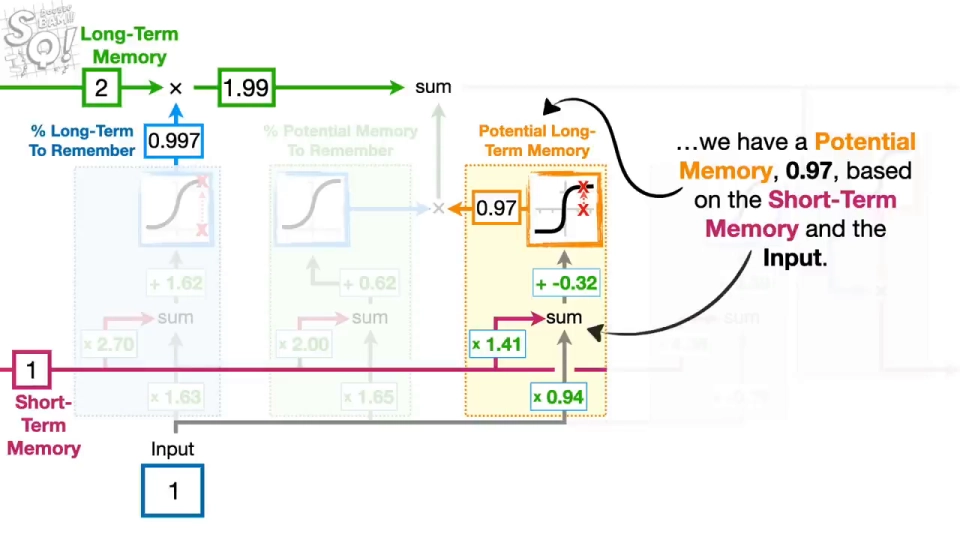 SQ!
Long-Term
Memory
2
×
1.99
sum
% Long-Term
To Remember
0.997
% Potential Memory
To Remember
Potential Long-
Term Memory
…we have a Potential
Memory, 0.97, based
on the Short-Term
Memory and the
Input.
×
0.97
+ 1.62
+ 0.62
+ -0.32
sum
sum
sum
sum
× 2.70
× 2.00
× 1.41
1
Short-
Term
Memory
× 1.63
× 1.65
× 0.94
Input
1